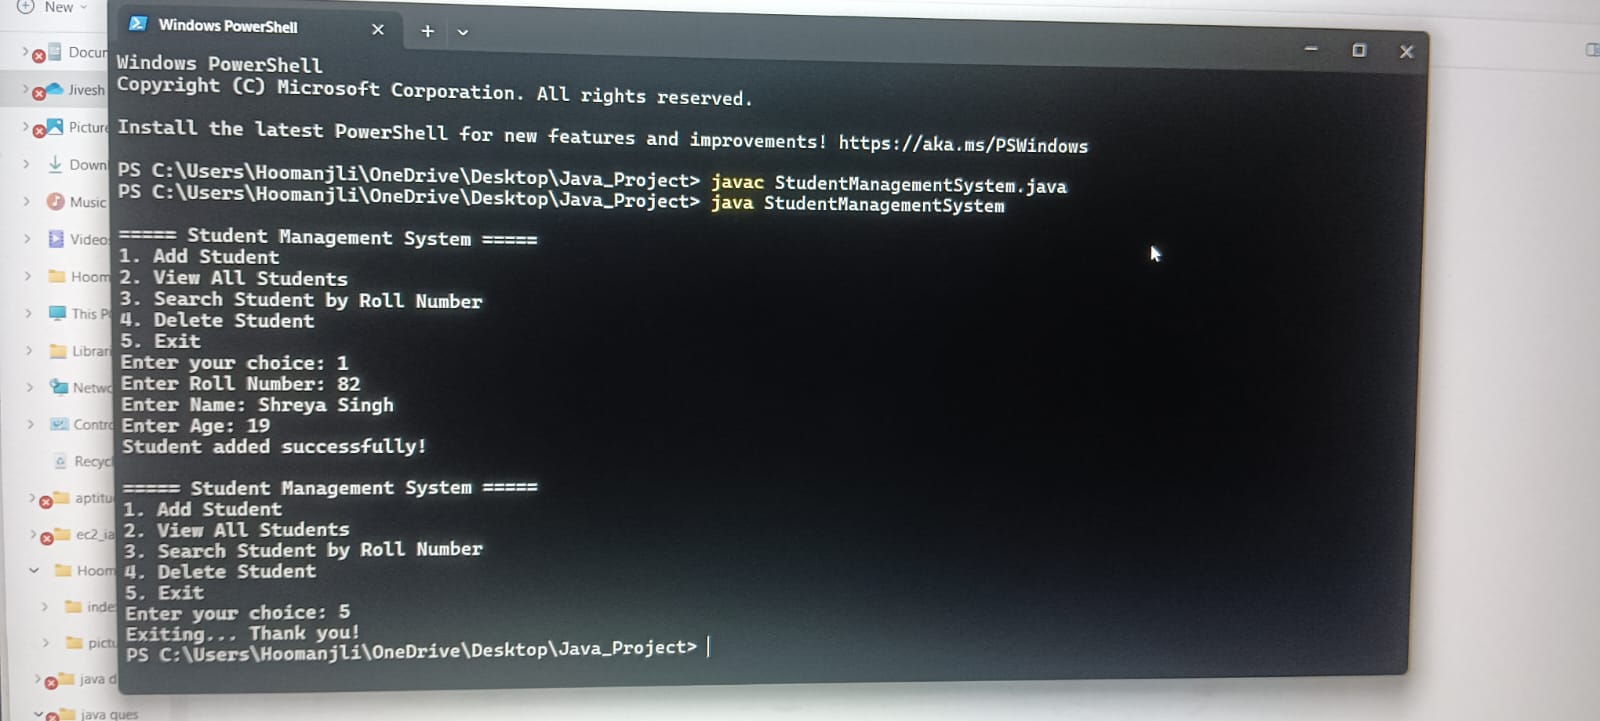 New
Windows PowerShell
Windows PowerShell
Copyright (C) Microsoft Corporation. All rights reserved.
Install the latest PowerShell for new features and improvements! https://aka.ms/PSWindows
PS C:\Users\Hoomanjli\OneDrive\Desktop\Java_Project> javac StudentManagementSystem.java
PS C:\Users\Hoomanjli\OneDrive\Desktop\Java_Project> java StudentManagementSystem
===== Student Management System =====
1. Add Student
2. View All Students
3. Search Student by Roll Number
4. Delete Student
5. Exit
Enter your choice: 1
Enter Roll Number: 82
Enter Name: Shreya Singh
Enter Age: 19
Student added successfully!
===== Student Management System =====
1. Add Student
2. View All Students
3. Search Student by Roll Number
4. Delete Student
5. Exit
Enter your choice: 5
Exiting... Thank you!
PS C:\Users\Hoomanjli\OneDrive\Desktop\Java_Project>
Docur
Jivesh
Picture
Down
Music
Video
Hoom
This P
Librari
Netwo
Contro
Recycl
aptitu
ec2_ia
Hoom
inde
pictu
java d
java ques